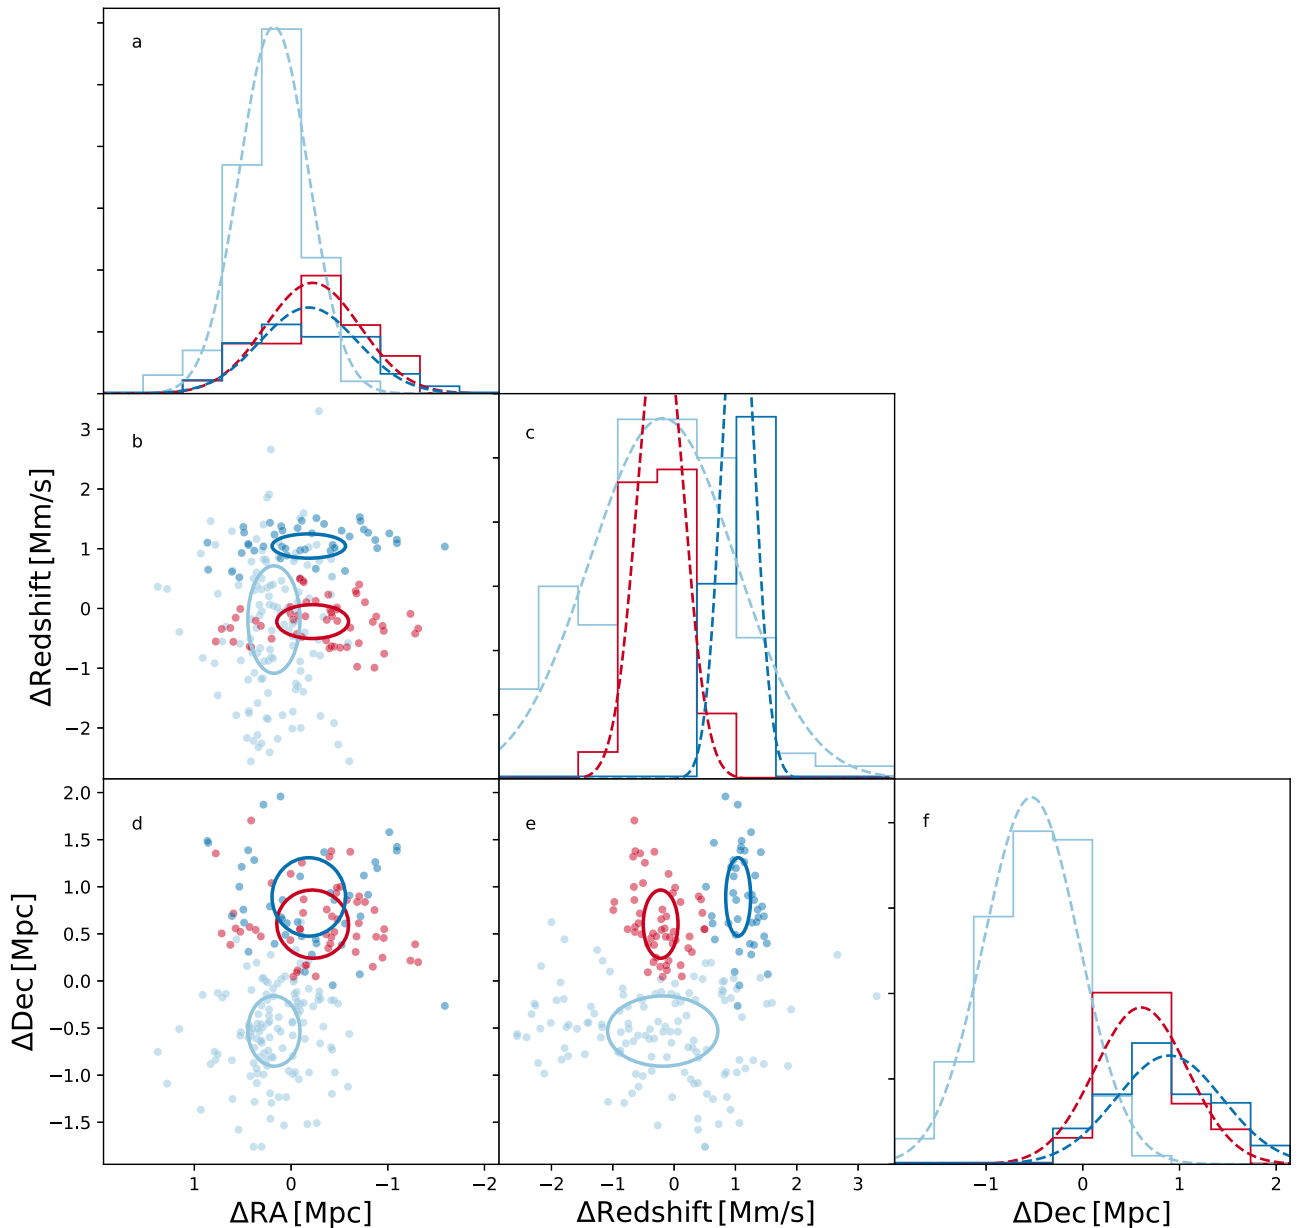 a
b
c
3
2
1
0
−1
−2
ΔRedshift [Mm/s]
d
e
f
2.0
1.5
1.0
0.5
0.0
−0.5
−1.0
−1.5
ΔDec [Mpc]
1 0 −1 −2
−2 −1 0 1 2 3
−1 0 1 2
ΔRA [Mpc]
ΔRedshift [Mm/s]
ΔDec [Mpc]